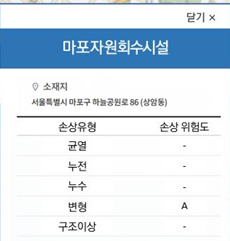 닫기 ×
마포자원회수시설
소재지
서울특별시 마포구 하늘공원로 86 (상암동)
손상유형 손상 위험도
균열 -
누전 -
누수 -
변형 A
구조이상 -